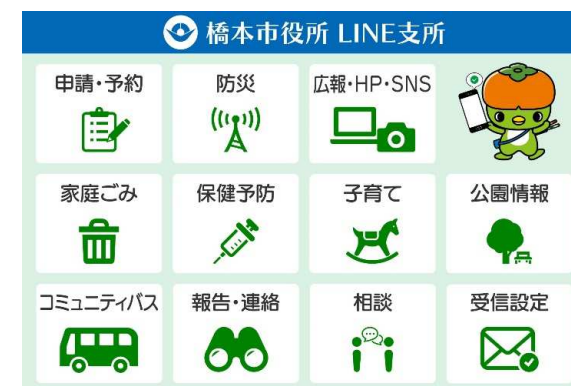 橋本市役所 LINE支所
申請・予約
防災
広報・HP・SNS
家庭ごみ
保健予防
子育て
公園情報
コミュニティバス
報告・連絡
相談
受信設定